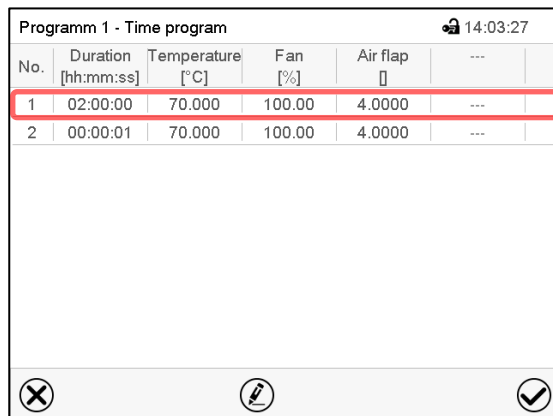 Programm 1 - Time program 14:03:27
No. Duration [hh:mm:ss] Temperature [°C] Fan [%] Air flap [] ---
1 02:00:00 70.000 100.00 4.0000 ---
2 00:00:01 70.000 100.00 4.0000 ---